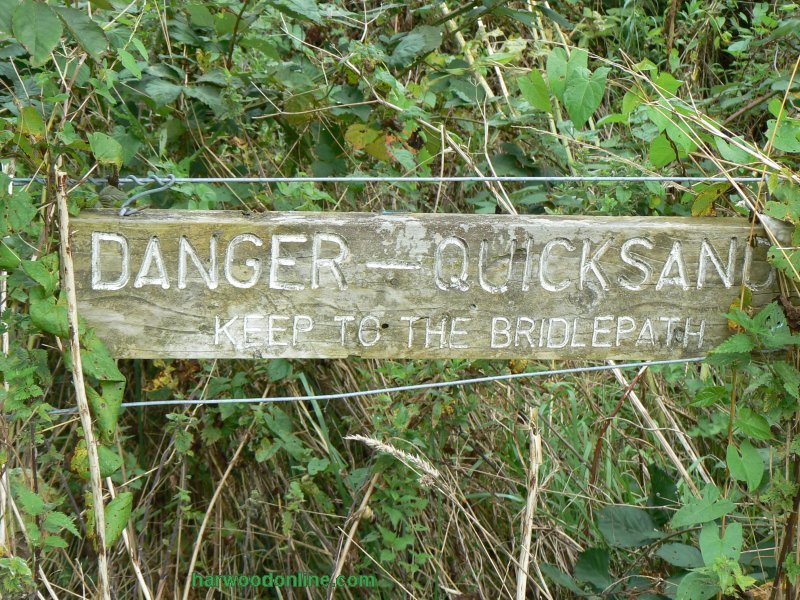 DANGER - QUICKSAND
KEEP TO THE BRIDLEPATH
harwoodonline.com